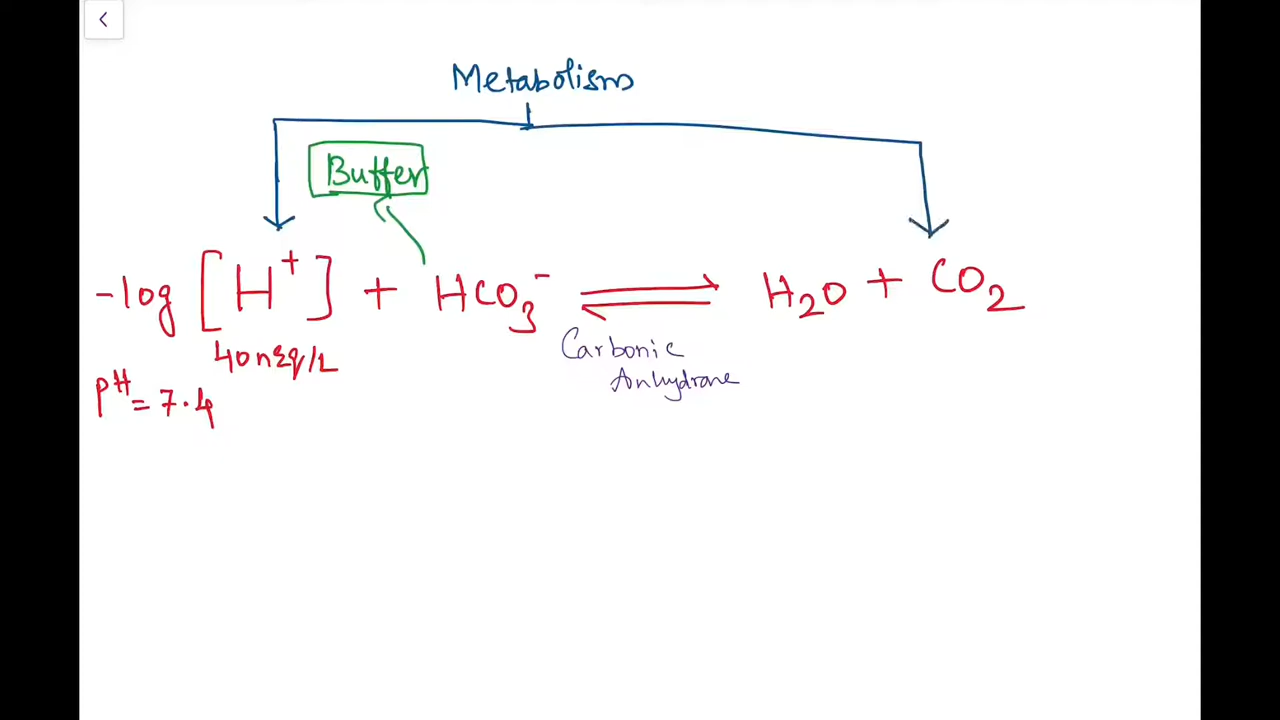 Metabolism
Buffer
-log [H⁺] + HCO₃⁻ ⇌ H₂O + CO₂
40nEq/L
Carbonic
Anhydrase
pH = 7.4